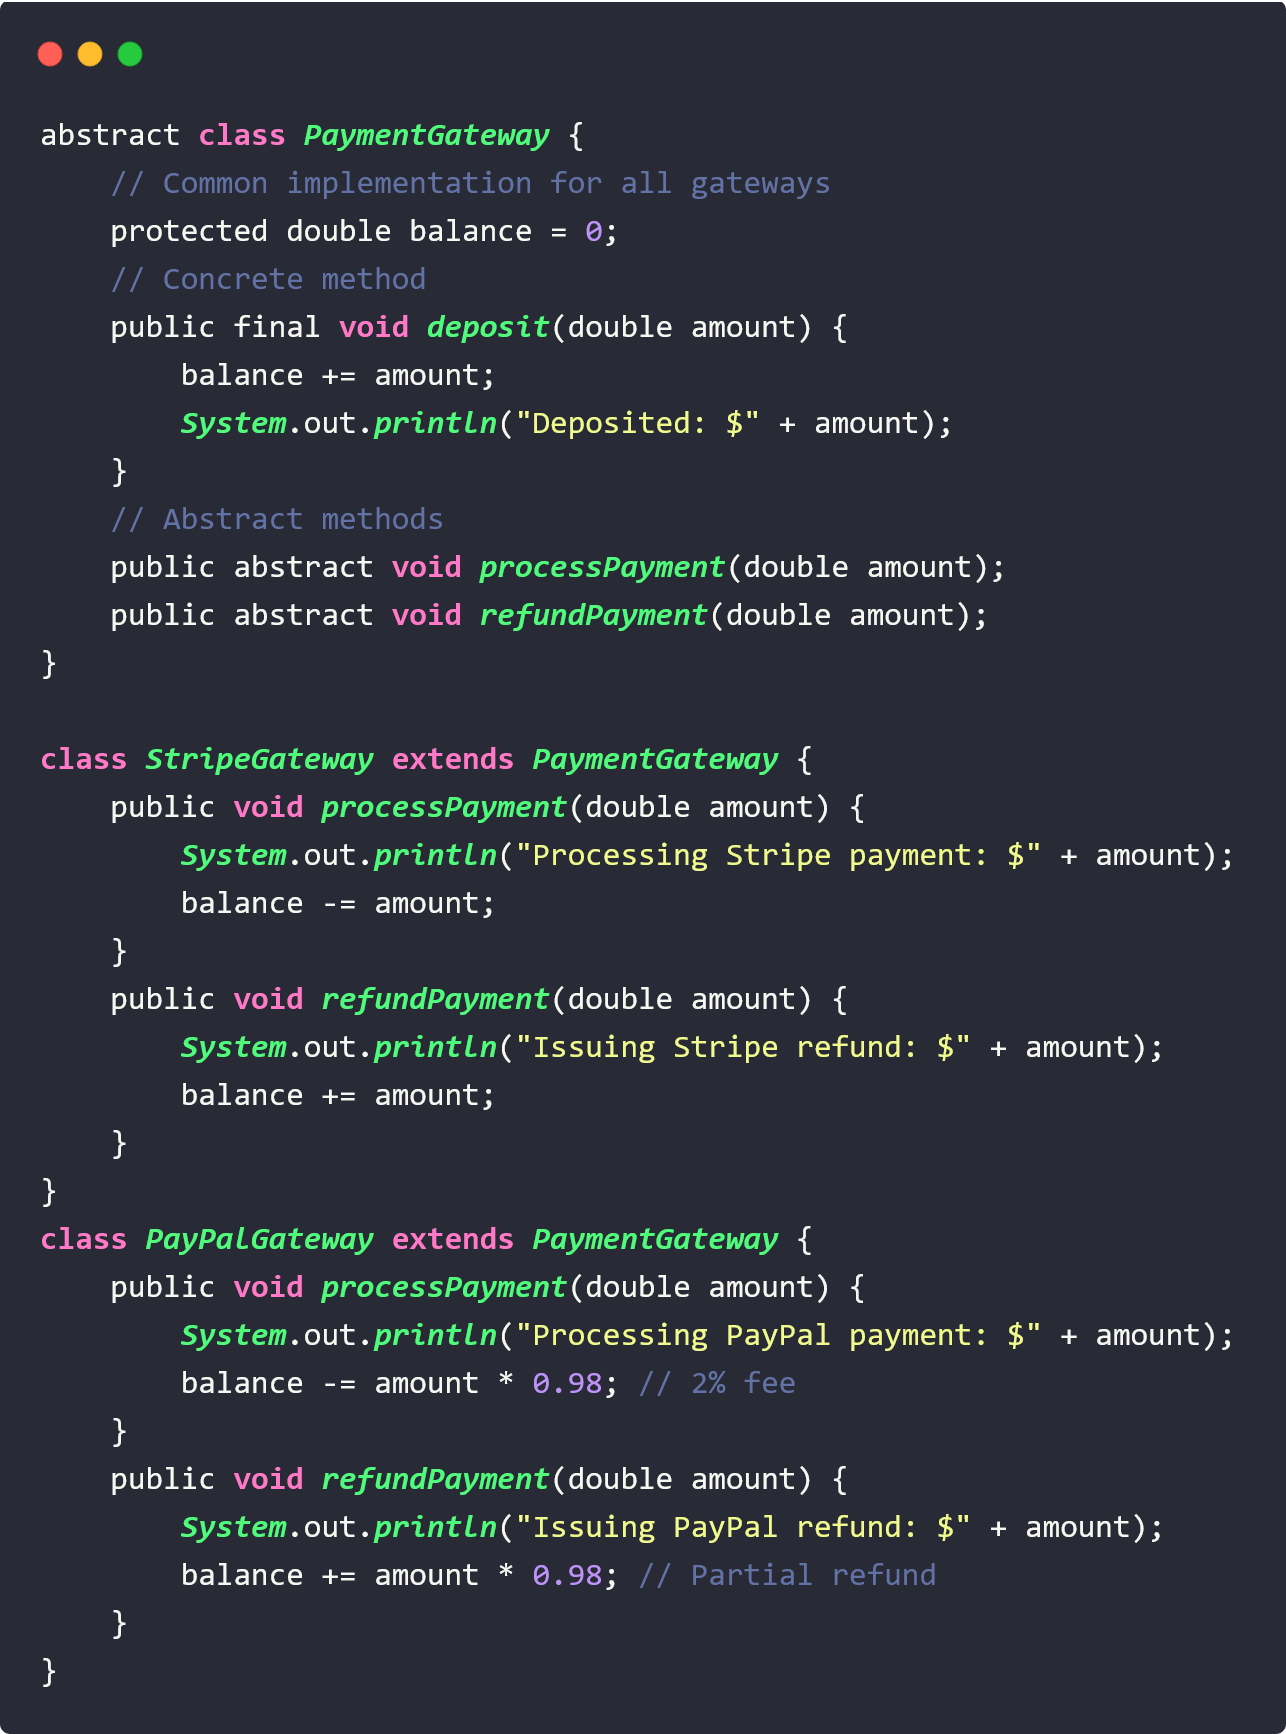 abstract class PaymentGateway {
    // Common implementation for all gateways
    protected double balance = 0;
    // Concrete method
    public final void deposit(double amount) {
        balance += amount;
        System.out.println("Deposited: $" + amount);
    }
    // Abstract methods
    public abstract void processPayment(double amount);
    public abstract void refundPayment(double amount);
}

class StripeGateway extends PaymentGateway {
    public void processPayment(double amount) {
        System.out.println("Processing Stripe payment: $" + amount);
        balance -= amount;
    }
    public void refundPayment(double amount) {
        System.out.println("Issuing Stripe refund: $" + amount);
        balance += amount;
    }
}
class PayPalGateway extends PaymentGateway {
    public void processPayment(double amount) {
        System.out.println("Processing PayPal payment: $" + amount);
        balance -= amount * 0.98; // 2% fee
    }
    public void refundPayment(double amount) {
        System.out.println("Issuing PayPal refund: $" + amount);
        balance += amount * 0.98; // Partial refund
    }
}